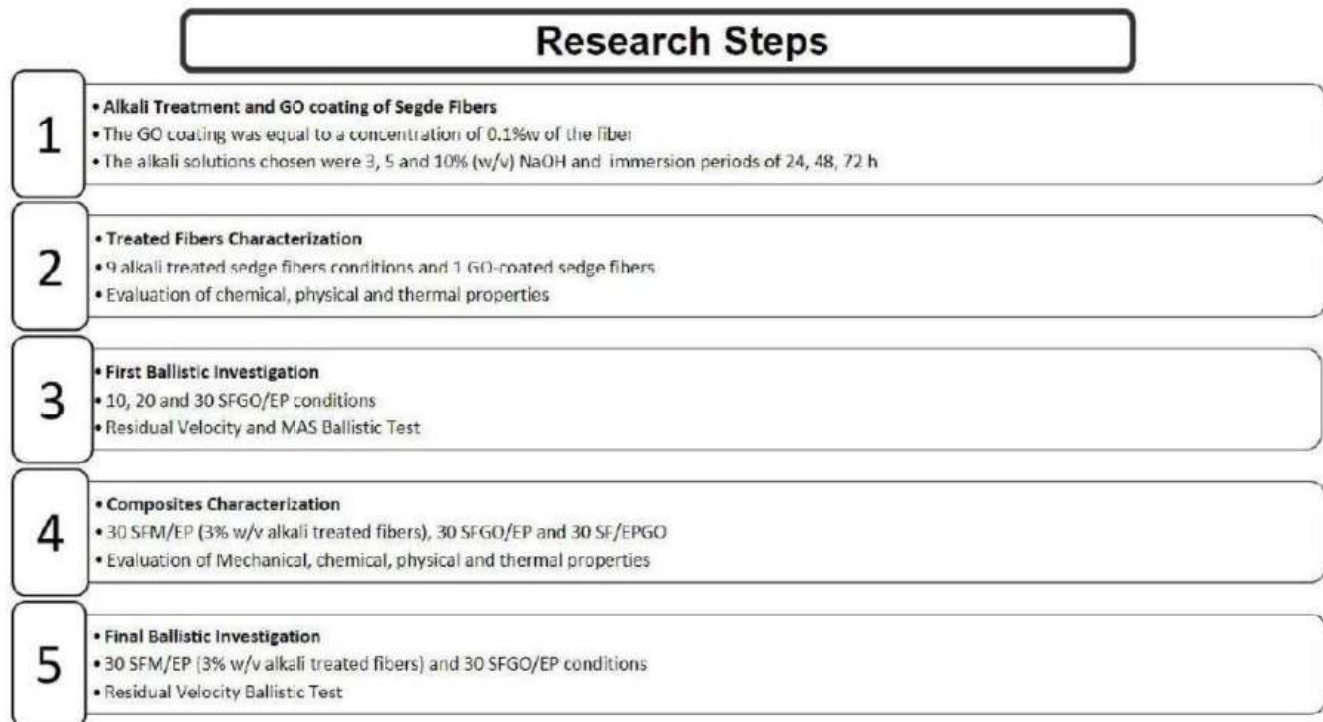 Research Steps
1
• Alkali Treatment and GO coating of Segde Fibers
• The GO coating was equal to a concentration of 0.1%w of the fiber
• The alkali solutions chosen were 3, 5 and 10% (w/v) NaOH and immersion periods of 24, 48, 72 h
2
• Treated Fibers Characterization
• 9 alkali treated sedge fibers conditions and 1 GO-coated sedge fibers
• Evaluation of chemical, physical and thermal properties
3
• First Ballistic Investigation
• 10, 20 and 30 SFGO/EP conditions
• Residual Velocity and MAS Ballistic Test
4
• Composites Characterization
• 30 SFM/EP (3% w/v alkali treated fibers), 30 SFGO/EP and 30 SF/EPGO
• Evaluation of Mechanical, chemical, physical and thermal properties
5
• Final Ballistic Investigation
• 30 SFM/EP (3% w/v alkali treated fibers) and 30 SFGO/EP conditions
• Residual Velocity Ballistic Test